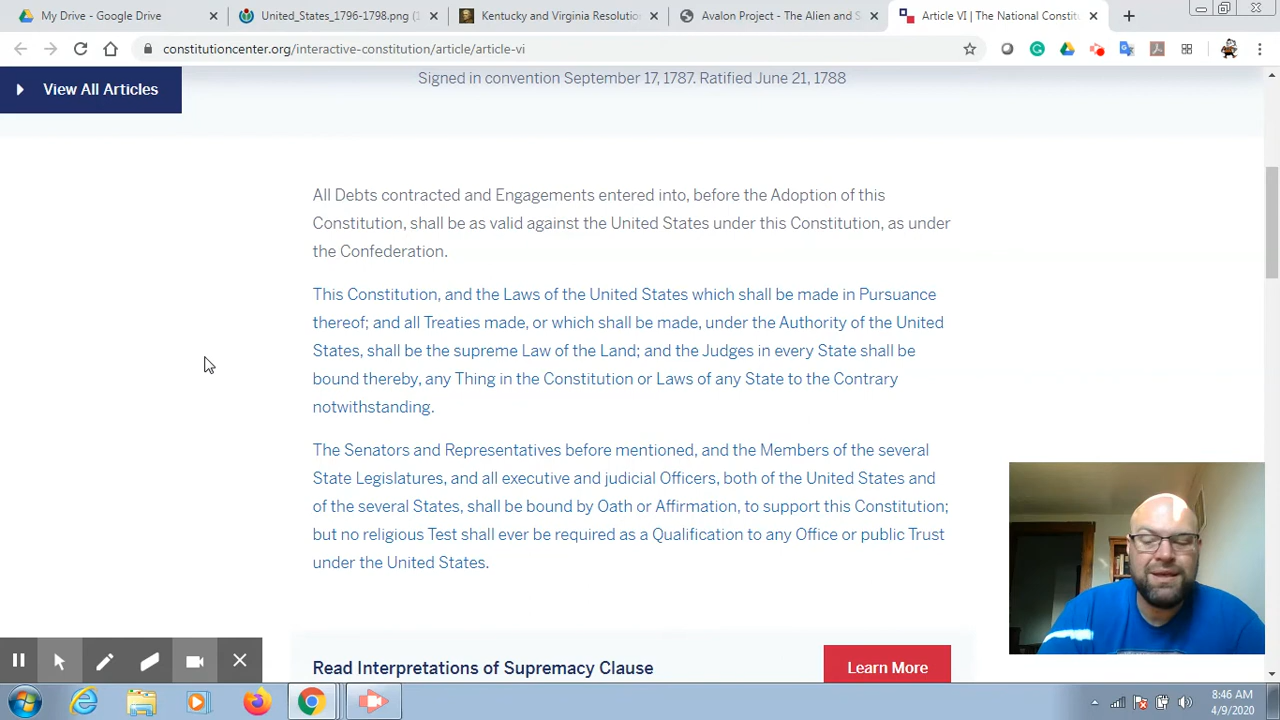 My Drive - Google Drive
United_States_1796-1798.png (
Kentucky and Virginia Resolution
Avalon Project - The Alien and S
Article VI | The National Constit
constitutioncenter.org/interactive-constitution/article/article-vi
Signed in convention September 17, 1787. Ratified June 21, 1788
View All Articles
All Debts contracted and Engagements entered into, before the Adoption of this
Constitution, shall be as valid against the United States under this Constitution, as under
the Confederation.
This Constitution, and the Laws of the United States which shall be made in Pursuance
thereof; and all Treaties made, or which shall be made, under the Authority of the United
States, shall be the supreme Law of the Land; and the Judges in every State shall be
bound thereby, any Thing in the Constitution or Laws of any State to the Contrary
notwithstanding.
The Senators and Representatives before mentioned, and the Members of the several
State Legislatures, and all executive and judicial Officers, both of the United States and
of the several States, shall be bound by Oath or Affirmation, to support this Constitution;
but no religious Test shall ever be required as a Qualification to any Office or public Trust
under the United States.
Read Interpretations of Supremacy Clause
Learn More
8:46 AM
4/9/2020